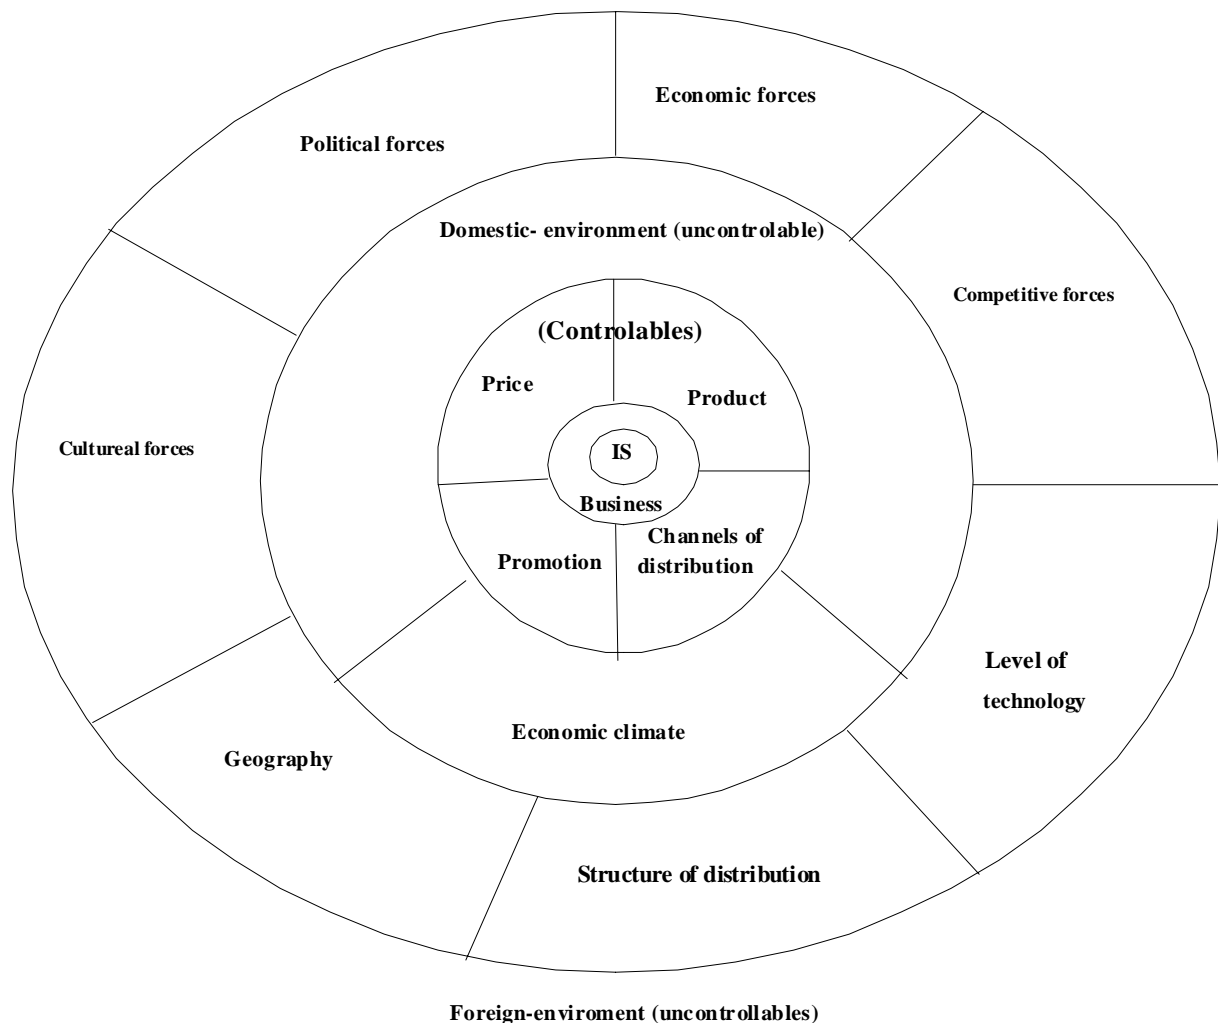 Economic forces
Political forces
Domestic- environment (uncontrolable)
Competitive forces
(Controlables)
Price
Product
Cultureal forces
IS
Business
Channels of
distribution
Promotion
Level of
technology
Economic climate
Geography
Structure of distribution
Foreign-enviroment (uncontrollables)